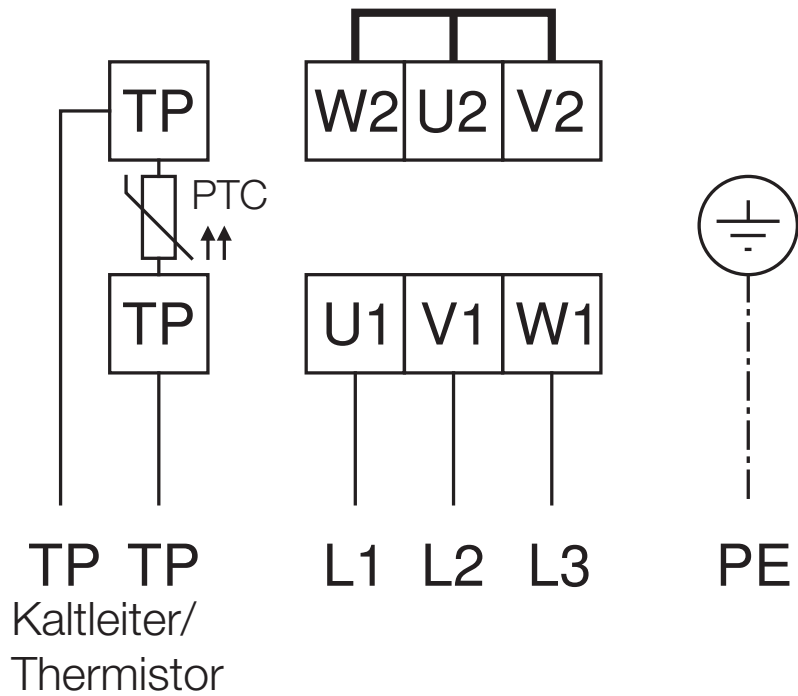 TP W2 U2 V2
PTC
TP U1 V1 W1
TP TP L1 L2 L3 PE
Kaltleiter/
Thermistor